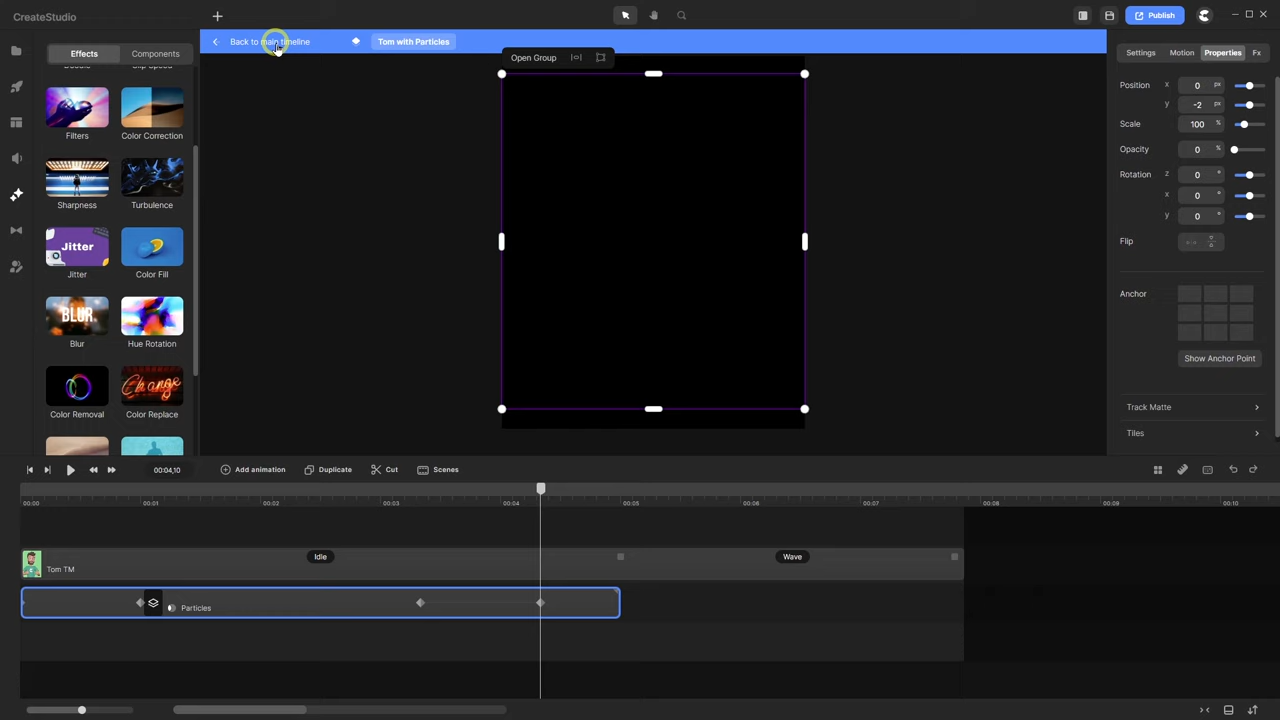 CreateStudio
Publish
Effects
Components
Back to main timeline
Tom with Particles
Open Group
Settings
Motion
Properties
Fx
Filters
Color Correction
Sharpness
Turbulence
Jitter
Jitter
Color Fill
BLUR
Blur
Hue Rotation
Change
Color Removal
Color Replace
Position
x
0
px
y
-2
px
Scale
100
%
Opacity
0
%
Rotation
z
0
°
x
0
°
y
0
°
Flip
Anchor
Show Anchor Point
Track Matte
Tiles
00:04,10
Add animation
Duplicate
Cut
Scenes
00:00
00:01
00:02
00:03
00:04
00:05
00:06
00:07
00:08
00:09
00:10
Idle
Wave
Tom TM
Particles